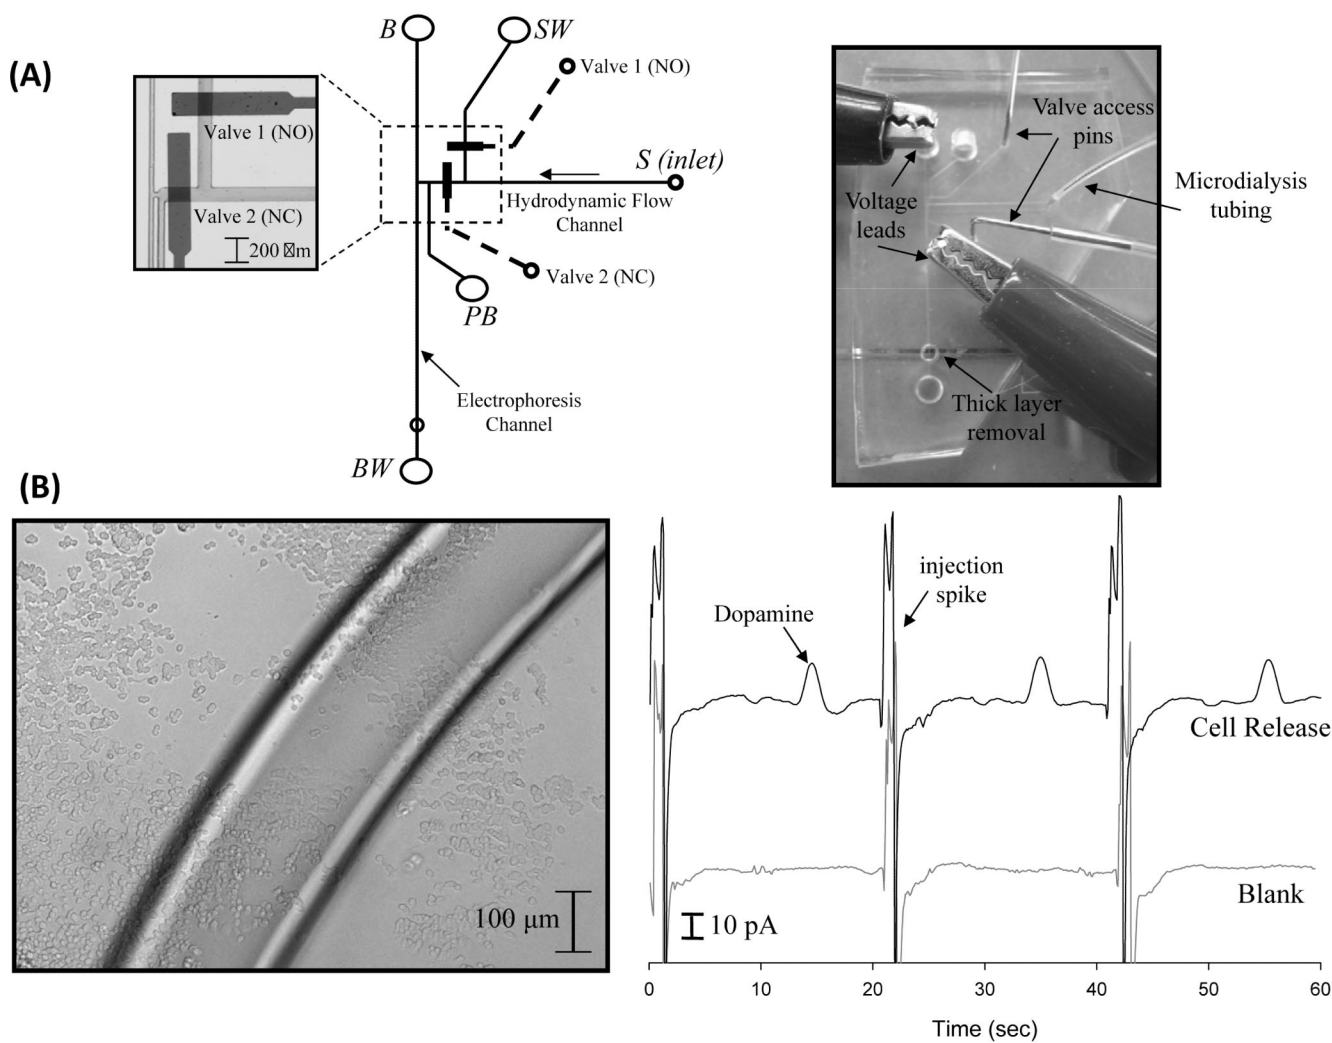 (A)
B
SW
Valve 1 (NO)
S (inlet)
Hydrodynamic Flow
Channel
Valve 2 (NC)
PB
Electrophoresis
Channel
BW
Valve 1 (NO)
Valve 2 (NC)
200 �m
Valve access
pins
Voltage
leads
Microdialysis
tubing
Thick layer
removal
(B)
100 µm
Dopamine
injection
spike
Cell Release
Blank
10 pA
0 10 20 30 40 50 60
Time (sec)